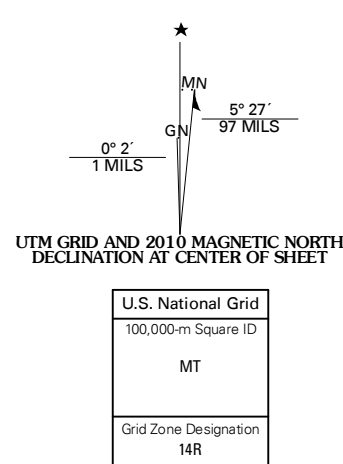 MN
5° 27´
97 MILS
GN
0° 2´
1 MILS
UTM GRID AND 2010 MAGNETIC NORTH
DECLINATION AT CENTER OF SHEET
U.S. National Grid
100,000-m Square ID
MT
Grid Zone Designation
14R